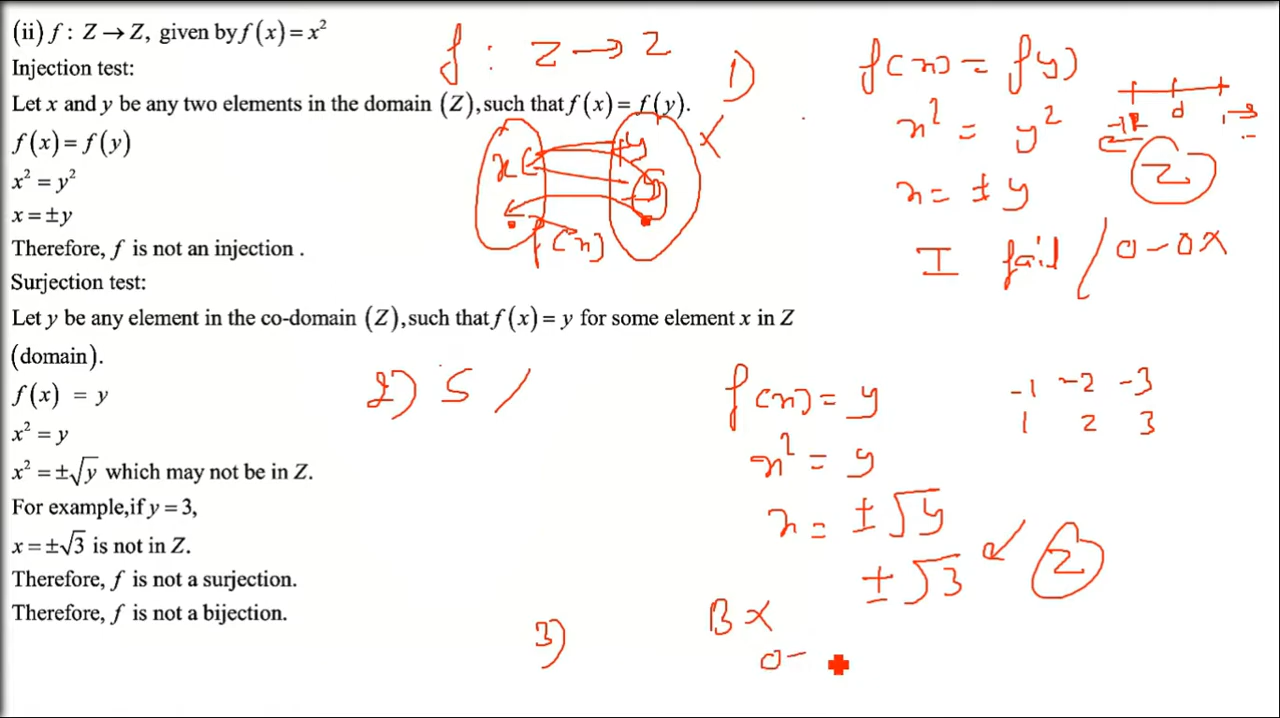 (ii) f : Z → Z, given by f(x) = x²
Injection test:
Let x and y be any two elements in the domain (Z), such that f(x) = f(y).
f(x) = f(y)
x² = y²
x = ±y
Therefore, f is not an injection .
Surjection test:
Let y be any element in the co-domain (Z), such that f(x) = y for some element x in Z
(domain).
f(x) = y
x² = y
x² = ±√y which may not be in Z.
For example,if y = 3,
x = ±√3 is not in Z.
Therefore, f is not a surjection.
Therefore, f is not a bijection.
f : Z → Z
1)
x
f(x)
f(x) = f(y)
x² = y²
x = ± y
I fail / 0-0 X
Z
2) S /
f(x) = y
x² = y
x = ± √y
± √3
Z
-1 -2 -3
1 2 3
3) B X
0-